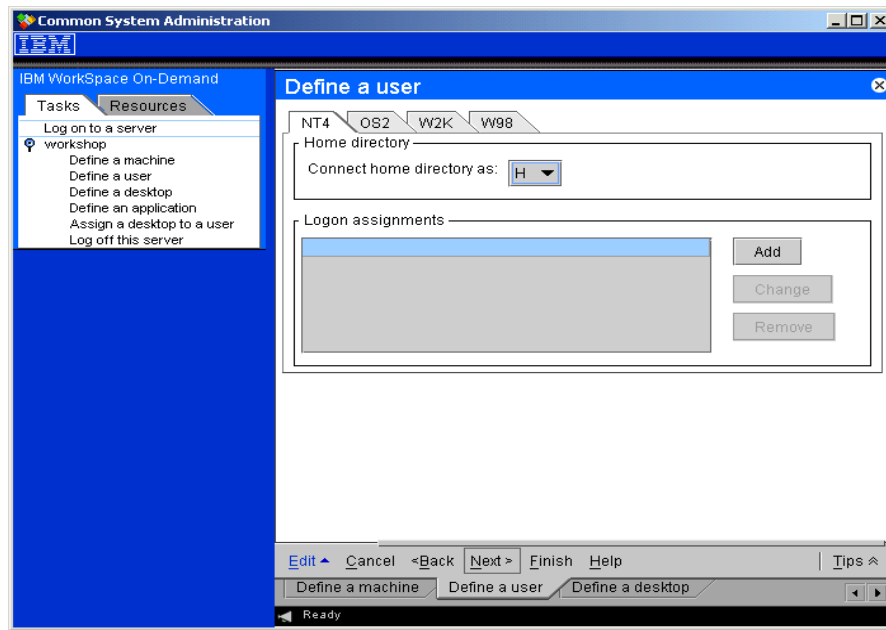 Common System Administration
IBM
IBM WorkSpace On-Demand
Tasks Resources
Log on to a server
workshop
Define a machine
Define a user
Define a desktop
Define an application
Assign a desktop to a user
Log off this server
Define a user
NT4 OS2 W2K W98
Home directory
Connect home directory as: H
Logon assignments
Add
Change
Remove
Edit Cancel <Back Next> Finish Help Tips
Define a machine Define a user Define a desktop
Ready